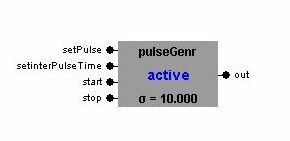 setPulse
pulseGenr
setinterPulseTime
active
out
start
stop
σ = 10.000